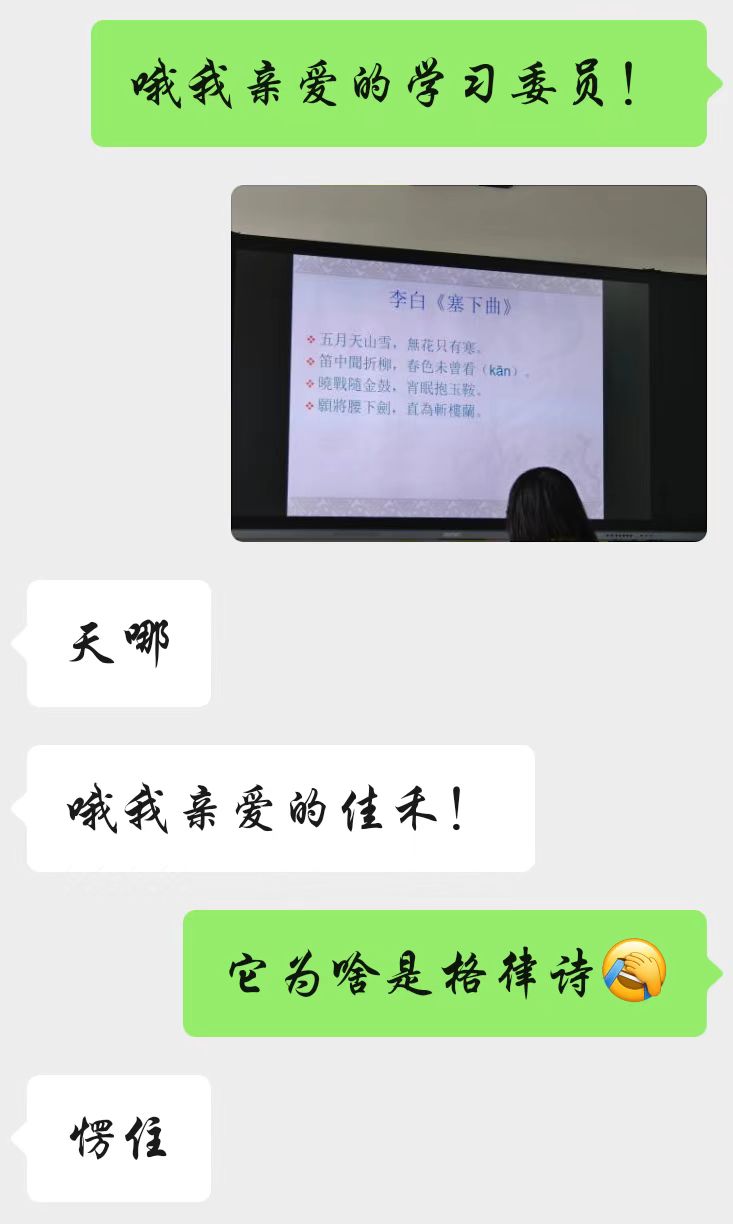 哦我亲爱的学习委员！
李白《塞下曲》
❖ 五月天山雪，無花只有寒。
❖ 笛中聞折柳，春色未曾看（kān）。
❖ 曉戰隨金鼓，宵眠抱玉鞍。
❖ 願將腰下劍，直為斬樓蘭。
天哪
哦我亲爱的佳禾！
它为啥是格律诗🤦
愣住